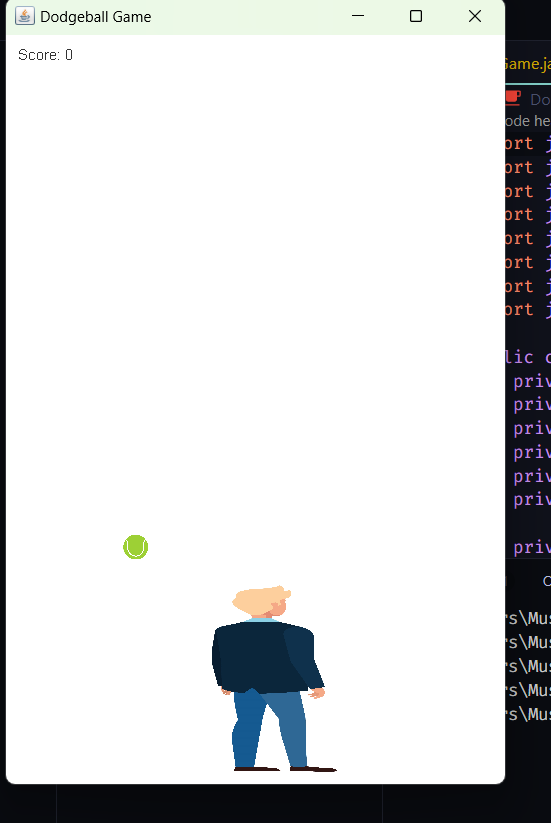 Dodgeball Game
Score: 0
Game.ja
Do
ode he
ort j
ort j
ort j
ort j
ort j
ort j
ort j
ort j
lic c
priv
priv
priv
priv
priv
priv
priv
rs\Mus
rs\Mus
rs\Mus
rs\Mus
rs\Mus